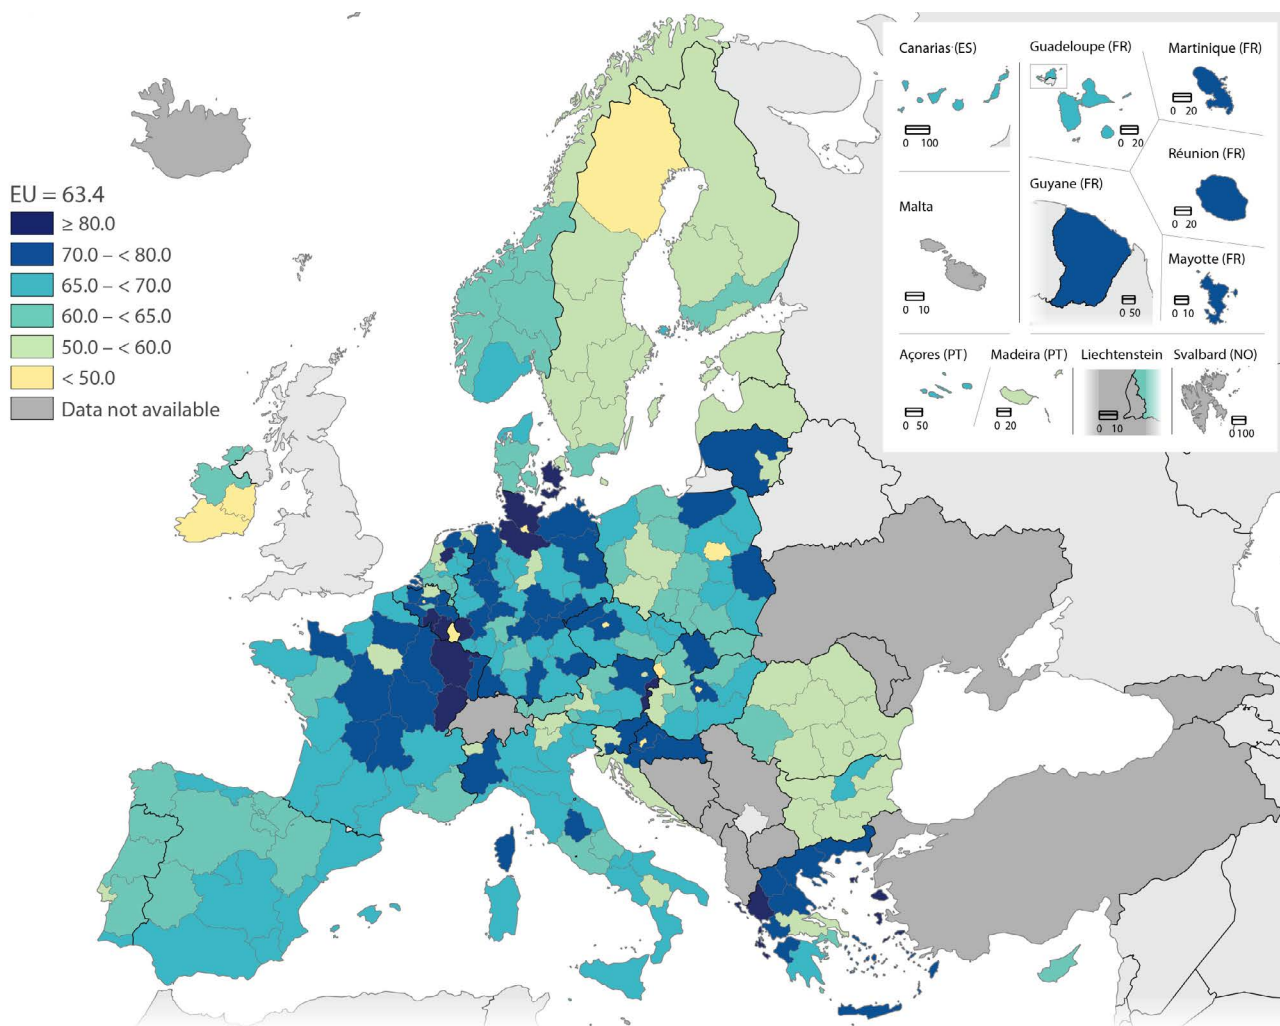 EU = 63.4
≥ 80.0
70.0 – < 80.0
65.0 – < 70.0
60.0 – < 65.0
50.0 – < 60.0
< 50.0
Data not available
Canarias (ES)
0 100
Guadeloupe (FR)
0 20
Martinique (FR)
0 20
Réunion (FR)
0 20
Guyane (FR)
0 50
Malta
0 10
Mayotte (FR)
0 10
Açores (PT)
0 50
Madeira (PT)
0 20
Liechtenstein
0 10
Svalbard (NO)
0 100